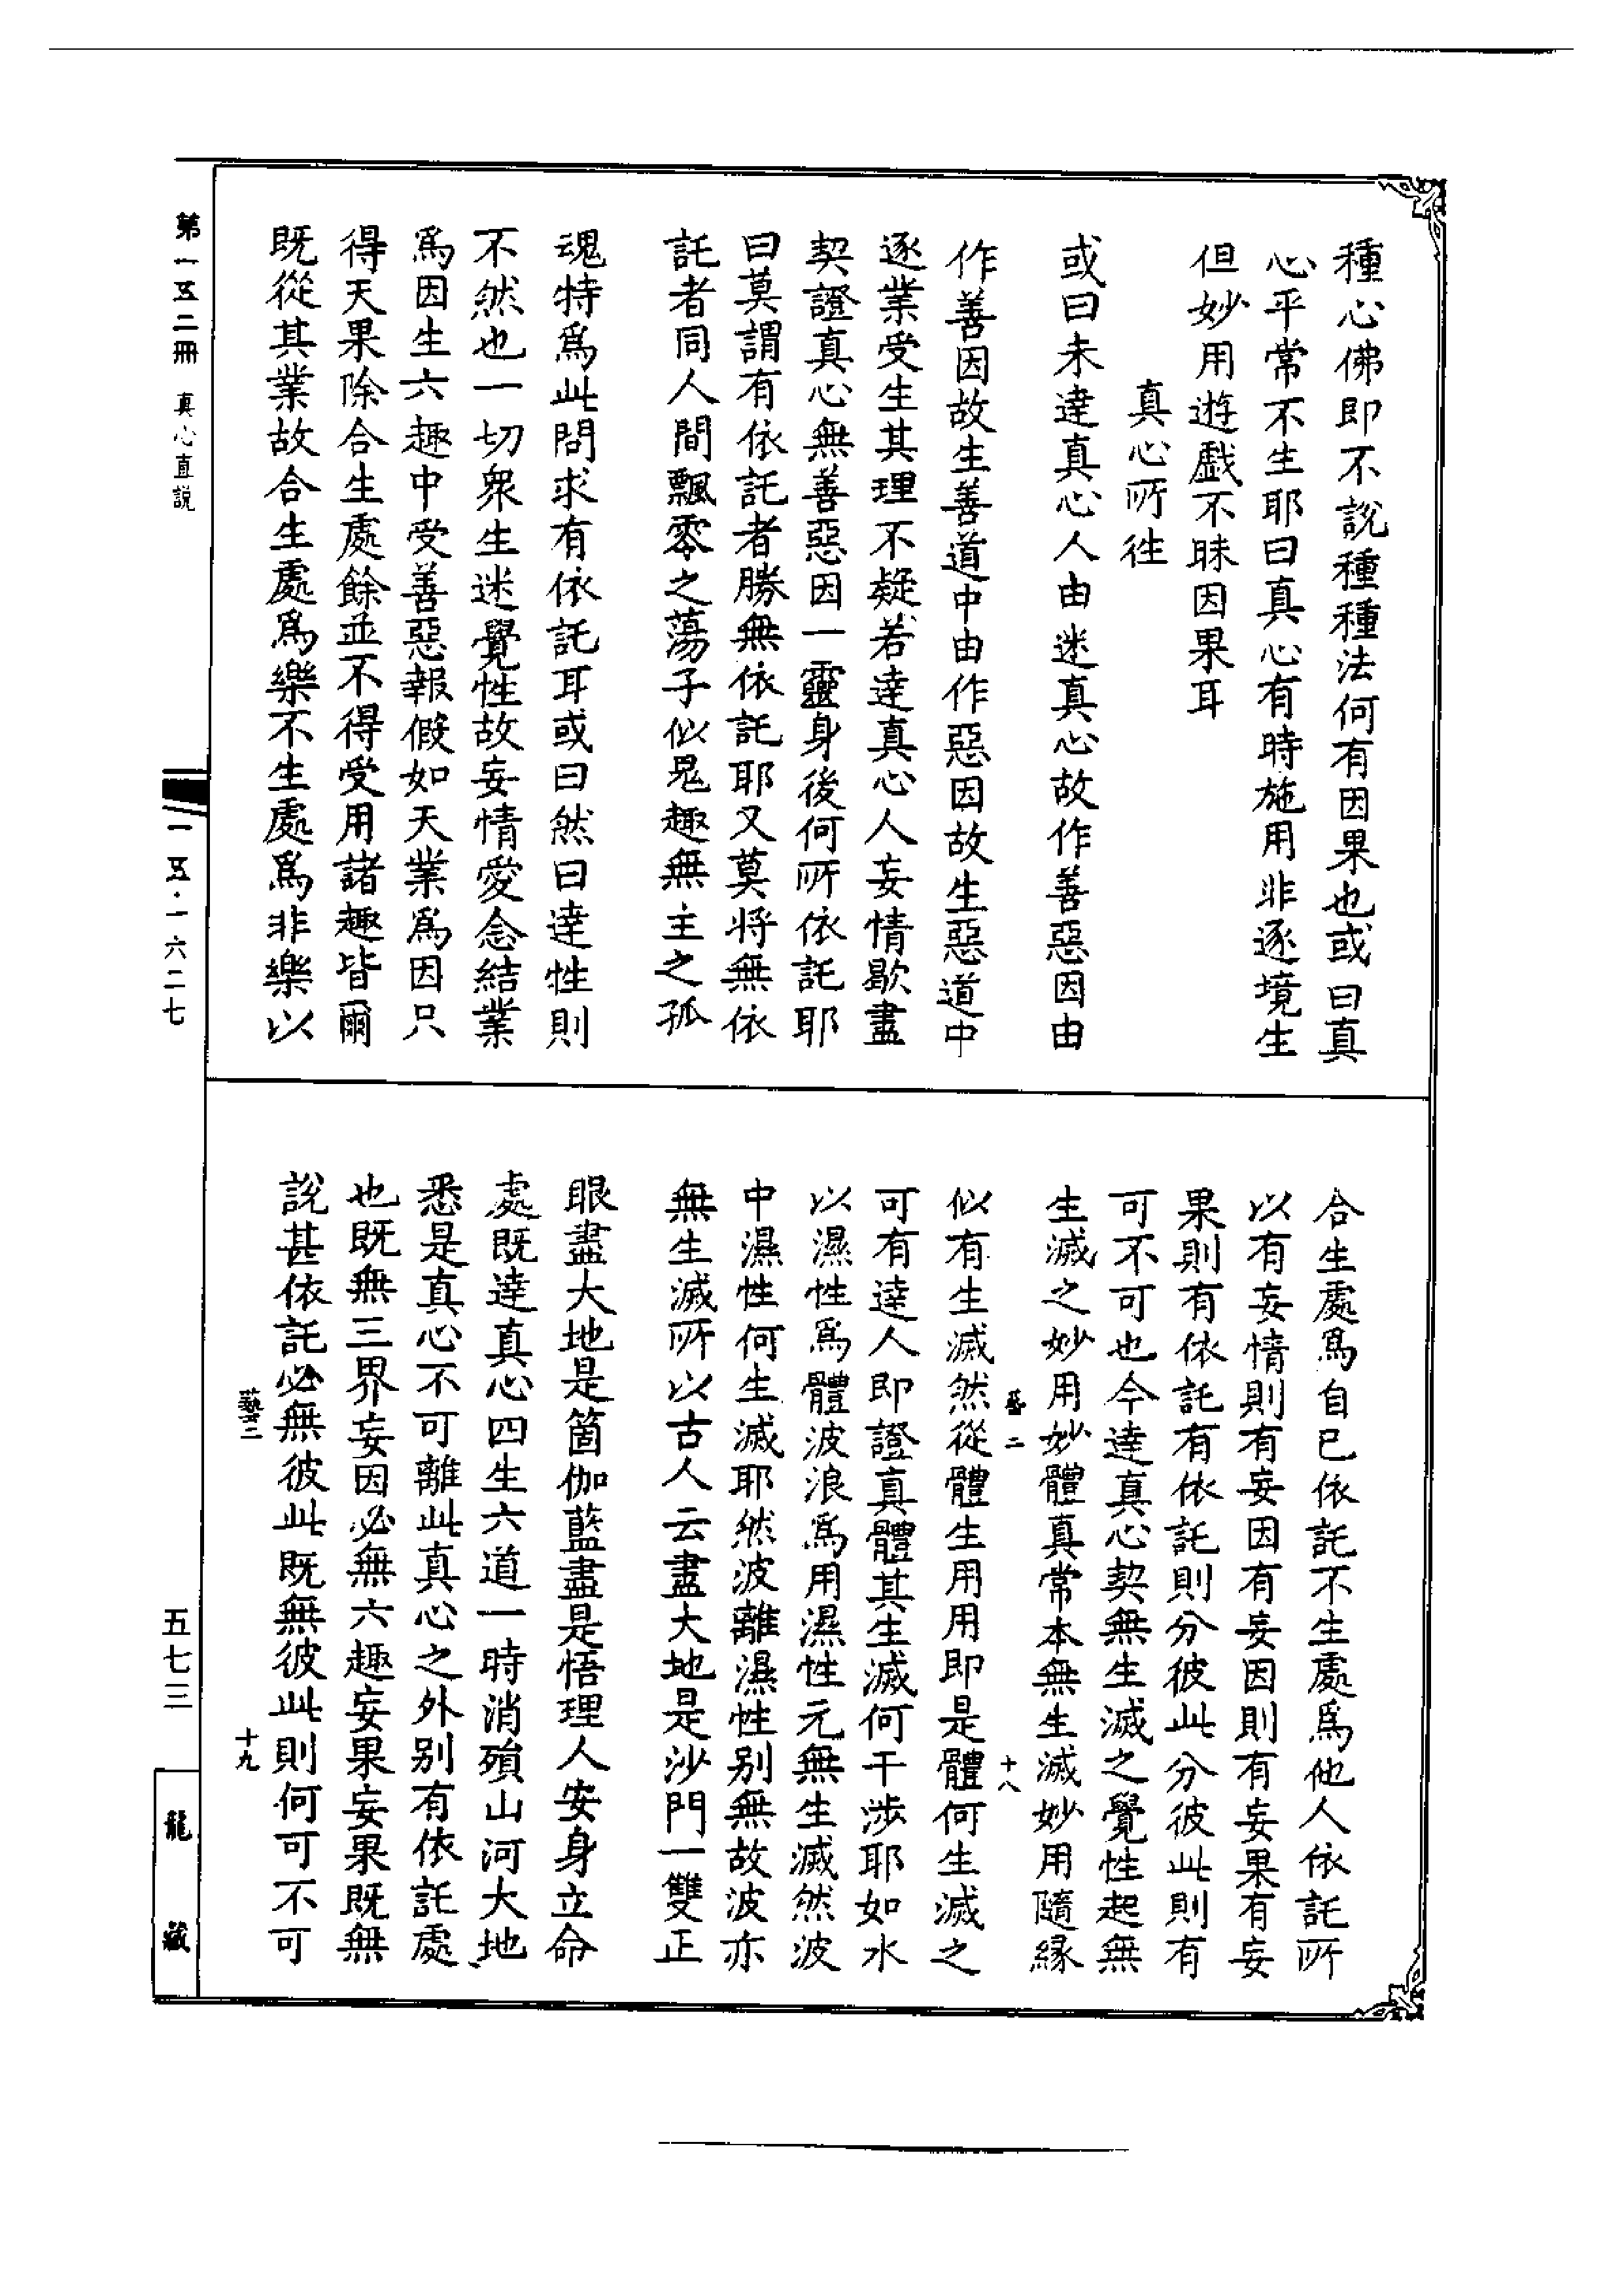 種心佛即不說種種法何有因果也或曰真
心平常不生耶曰真心有時施用非逐境生
但妙用遊戲不昧因果耳
真心所往
或曰未達真心人由迷真心故作善惡因由
作善因故生善道中由作惡因故生惡道中
逐業受生其理不疑若達真心人妄情歇盡
契證真心無善惡因一靈身後何所依託耶
曰莫謂有依託者勝無依託耶又莫將無依
託者同人間飄零之蕩子似鬼趣無主之孤
魂特爲此問求有依託耳或曰然曰達性則
不然也一切衆生迷覺性故妄情愛念結業
爲因生六趣中受善惡報假如天業爲因只
得天果除合生處餘並不得受用諸趣皆爾
既從其業故合生處爲樂不生處爲非樂以
合生處爲自己依託不生處爲他人依託所
以有妄情則有妄因有妄因則有妄果有妄
果則有依託有依託則分彼此分彼此則有
可不可也今達真心契無生滅之覺性起無
生滅之妙用妙體真常本無生滅妙用隨緣
似有生滅然從體生用用即是體何生滅之
可有達人即證真體其生滅何干涉耶如水
以濕性爲體波浪爲用濕性元無生滅然波
中濕性何生滅耶然波離濕性别無故波亦
無生滅所以古人云盡大地是沙門一雙正
眼盡大地是箇伽藍盡是悟理人安身立命
處既達真心四生六道一時消殞山河大地
悉是真心不可離此真心之外别有依託處
也既無三界妄因必無六趣妄果妄果既無
說甚依託必無彼此既無彼此則何可不可
藝二
十八
藝二
十九
第一五二冊
真心直說
一五·一六二七
五七三
龍藏